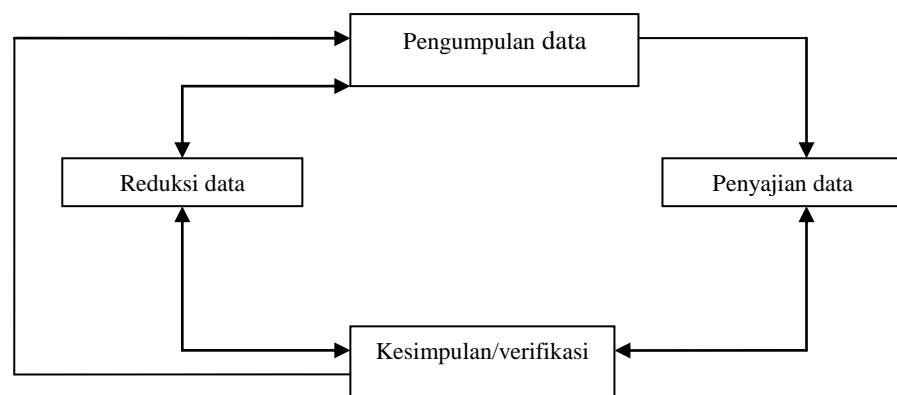 Pengumpulan data
Reduksi data
Penyajian data
Kesimpulan/verifikasi